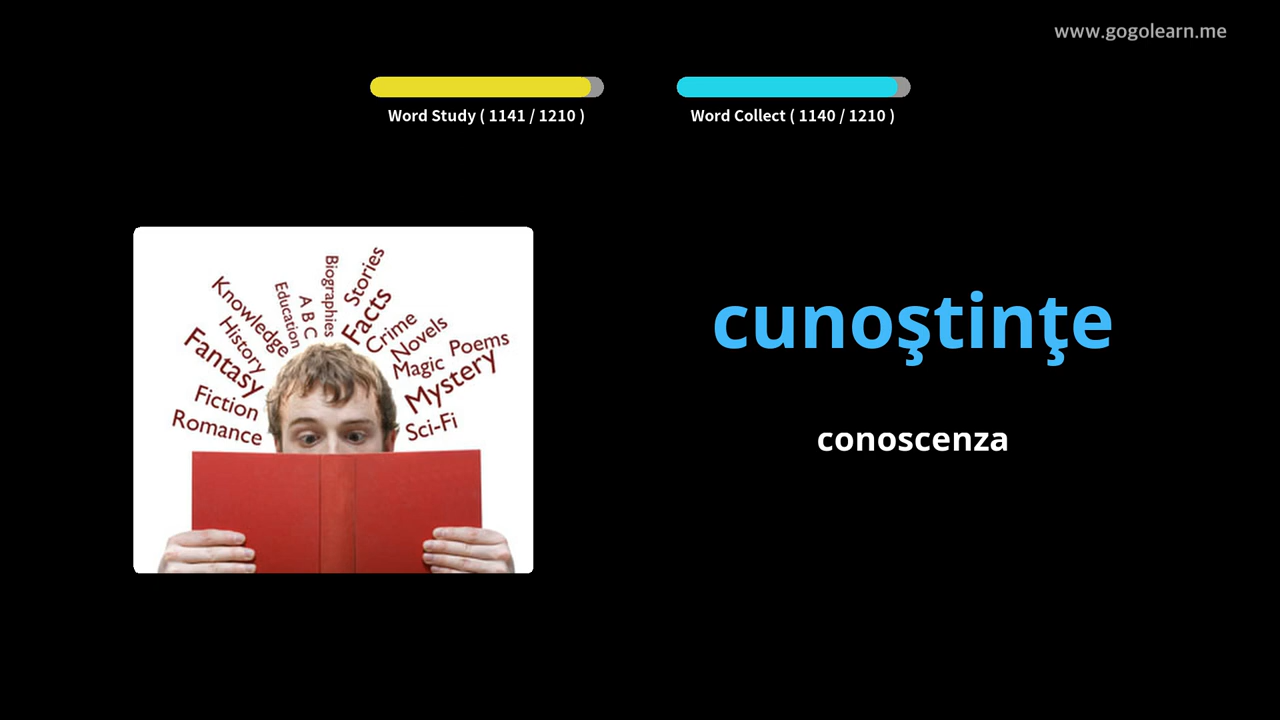 www.gogolearn.me
Word Study ( 1141 / 1210 )
Word Collect ( 1140 / 1210 )
Biographies
Stories
Education
A B C
Facts
Knowledge
Crime
History
Novels
Poems
Fantasy
Magic
Mystery
Fiction
Romance
Sci-Fi
cunoştinţe
conoscenza